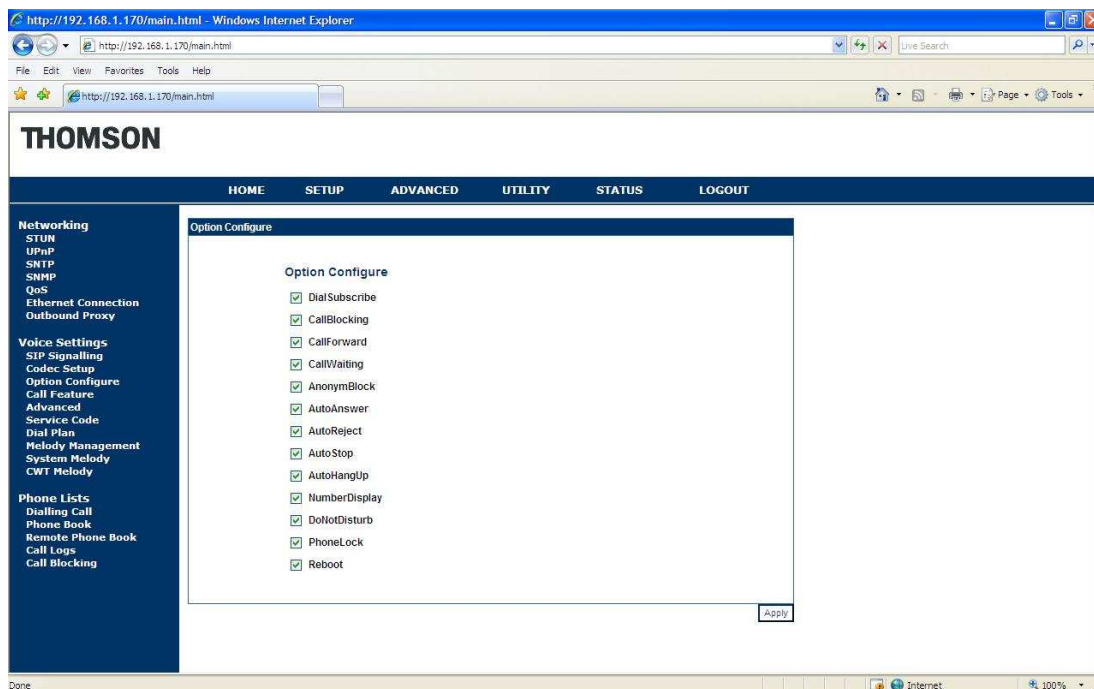 http://192.168.1.170/main.html - Windows Internet Explorer
http://192.168.1.170/main.html
Live Search
File Edit View Favorites Tools Help
http://192.168.1.170/main.html
Page Tools
THOMSON
HOME SETUP ADVANCED UTILITY STATUS LOGOUT
Networking
STUN
UPnP
SNTP
SNMP
QoS
Ethernet Connection
Outbound Proxy
Voice Settings
SIP Signalling
Codec Setup
Option Configure
Call Feature
Advanced
Service Code
Dial Plan
Melody Management
System Melody
CWT Melody
Phone Lists
Dialling Call
Phone Book
Remote Phone Book
Call Logs
Call Blocking
Option Configure
Option Configure
DialSubscribe
CallBlocking
CallForward
CallWaiting
AnonymBlock
AutoAnswer
AutoReject
AutoStop
AutoHangUp
NumberDisplay
DoNotDisturb
PhoneLock
Reboot
Apply
Done
Internet
100%